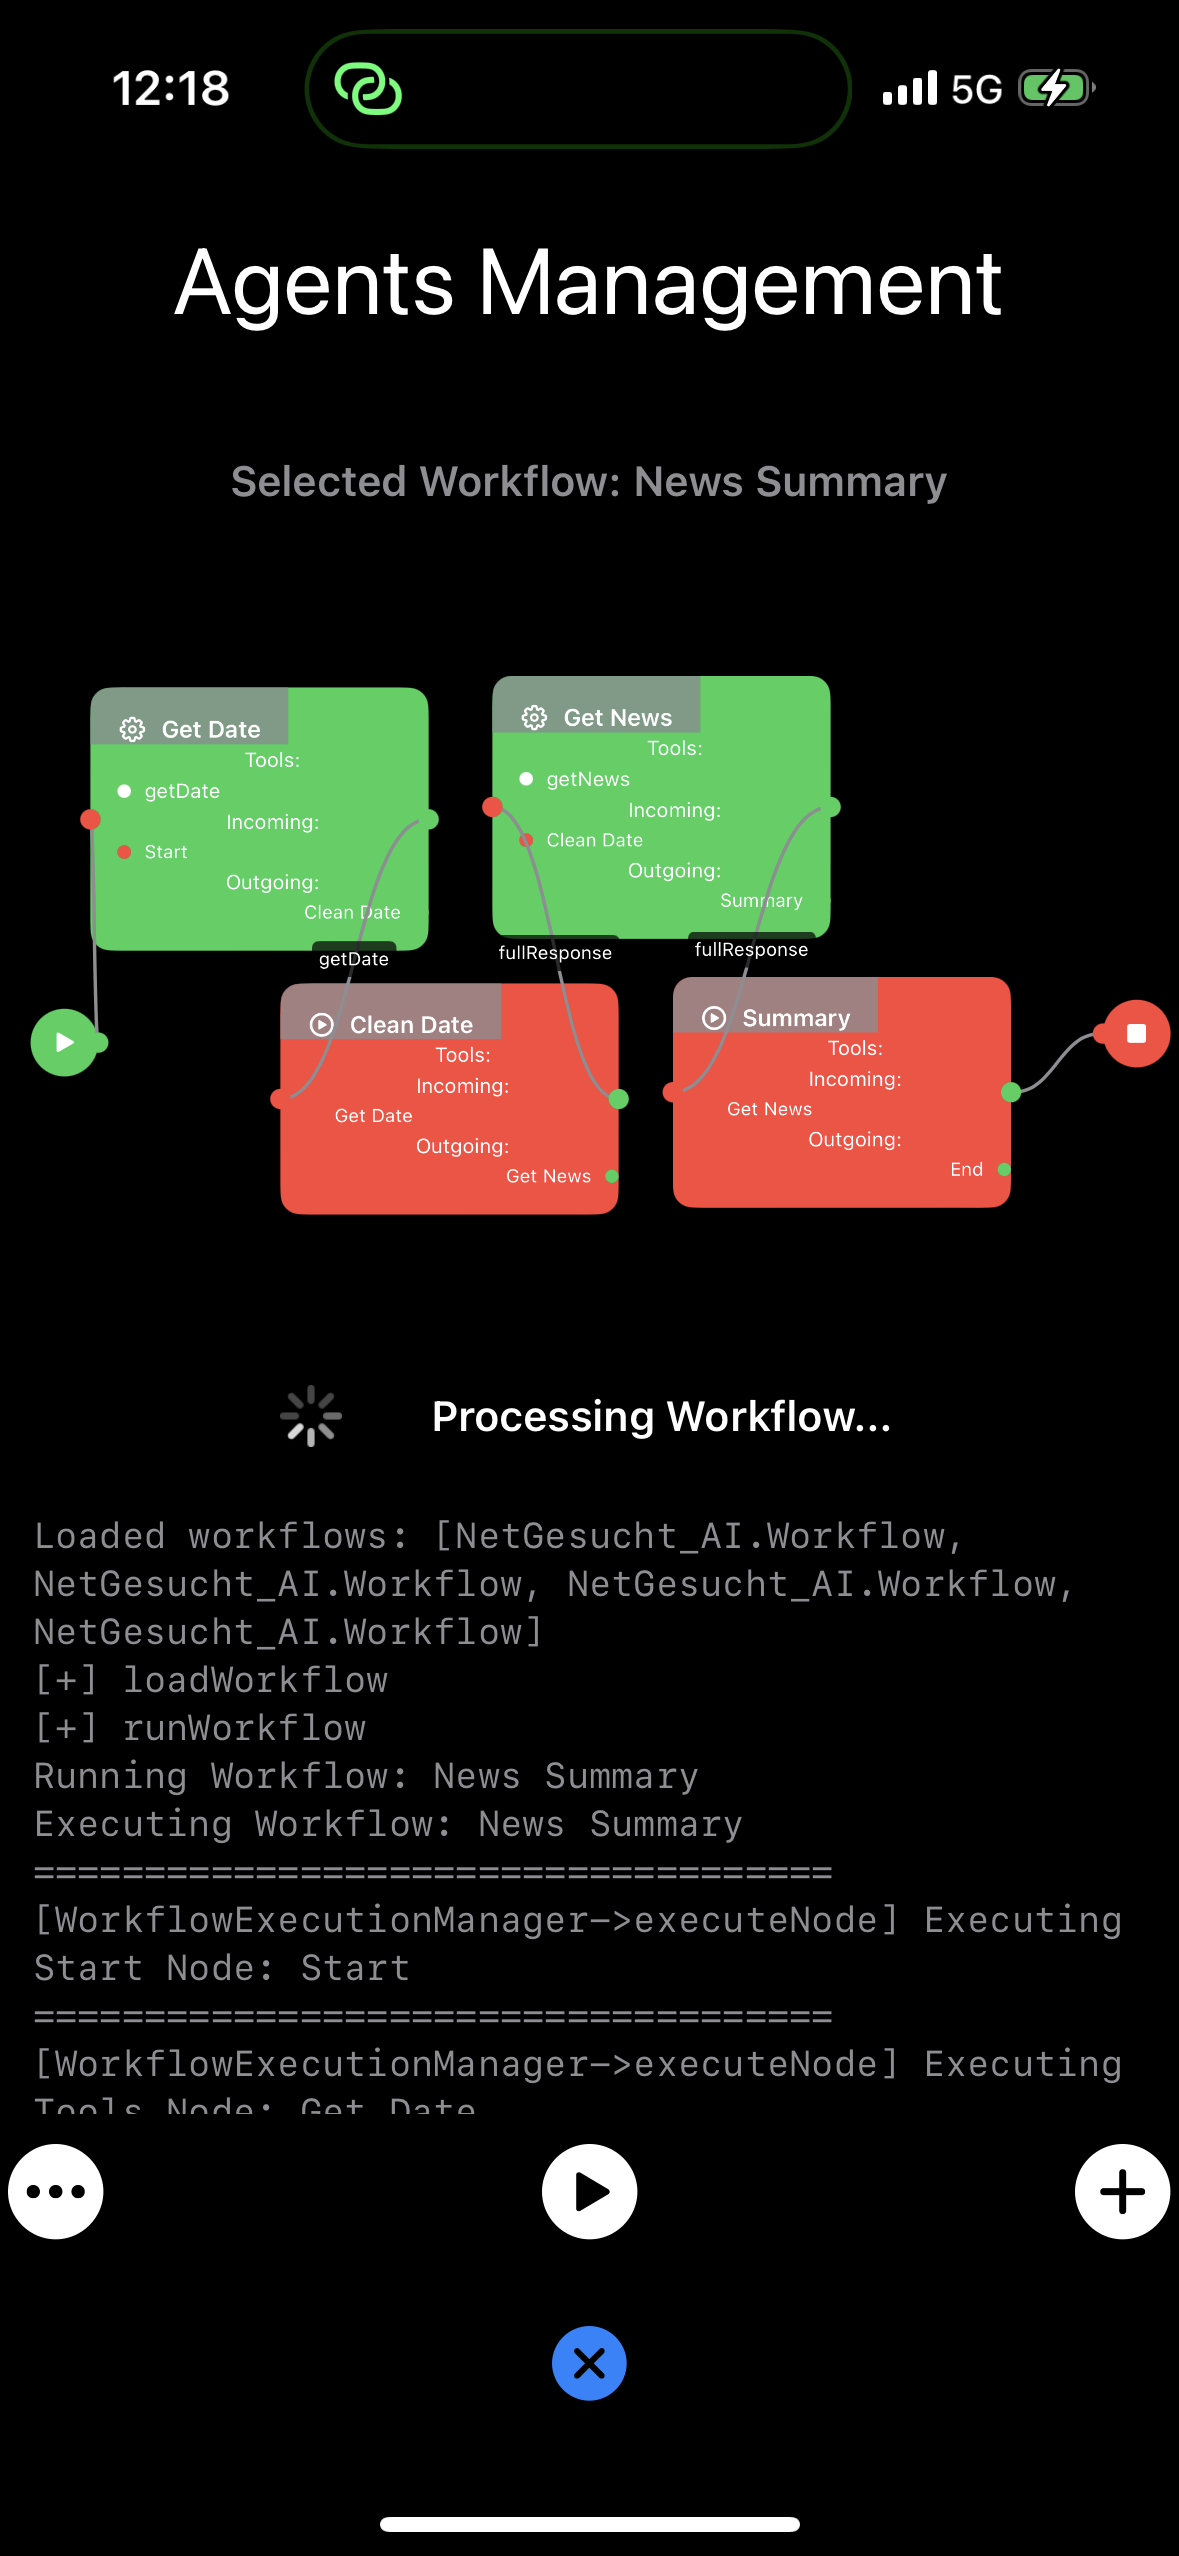 12:18
5G
Agents Management
Selected Workflow: News Summary
Get Date
Tools:
getDate
Incoming:
Start
Outgoing:
Clean Date
getDate
Get News
Tools:
getNews
Incoming:
Clean Date
Outgoing:
Summary
fullResponse
fullResponse
Clean Date
Tools:
Incoming:
Get Date
Outgoing:
Get News
Summary
Tools:
Incoming:
Get News
Outgoing:
End
Processing Workflow...
Loaded workflows: [NetGesucht_AI.Workflow,
NetGesucht_AI.Workflow, NetGesucht_AI.Workflow,
NetGesucht_AI.Workflow]
[+] loadWorkflow
[+] runWorkflow
Running Workflow: News Summary
Executing Workflow: News Summary
====================================
[WorkflowExecutionManager->executeNode] Executing
Start Node: Start
====================================
[WorkflowExecutionManager->executeNode] Executing
Tools Node: Get Date